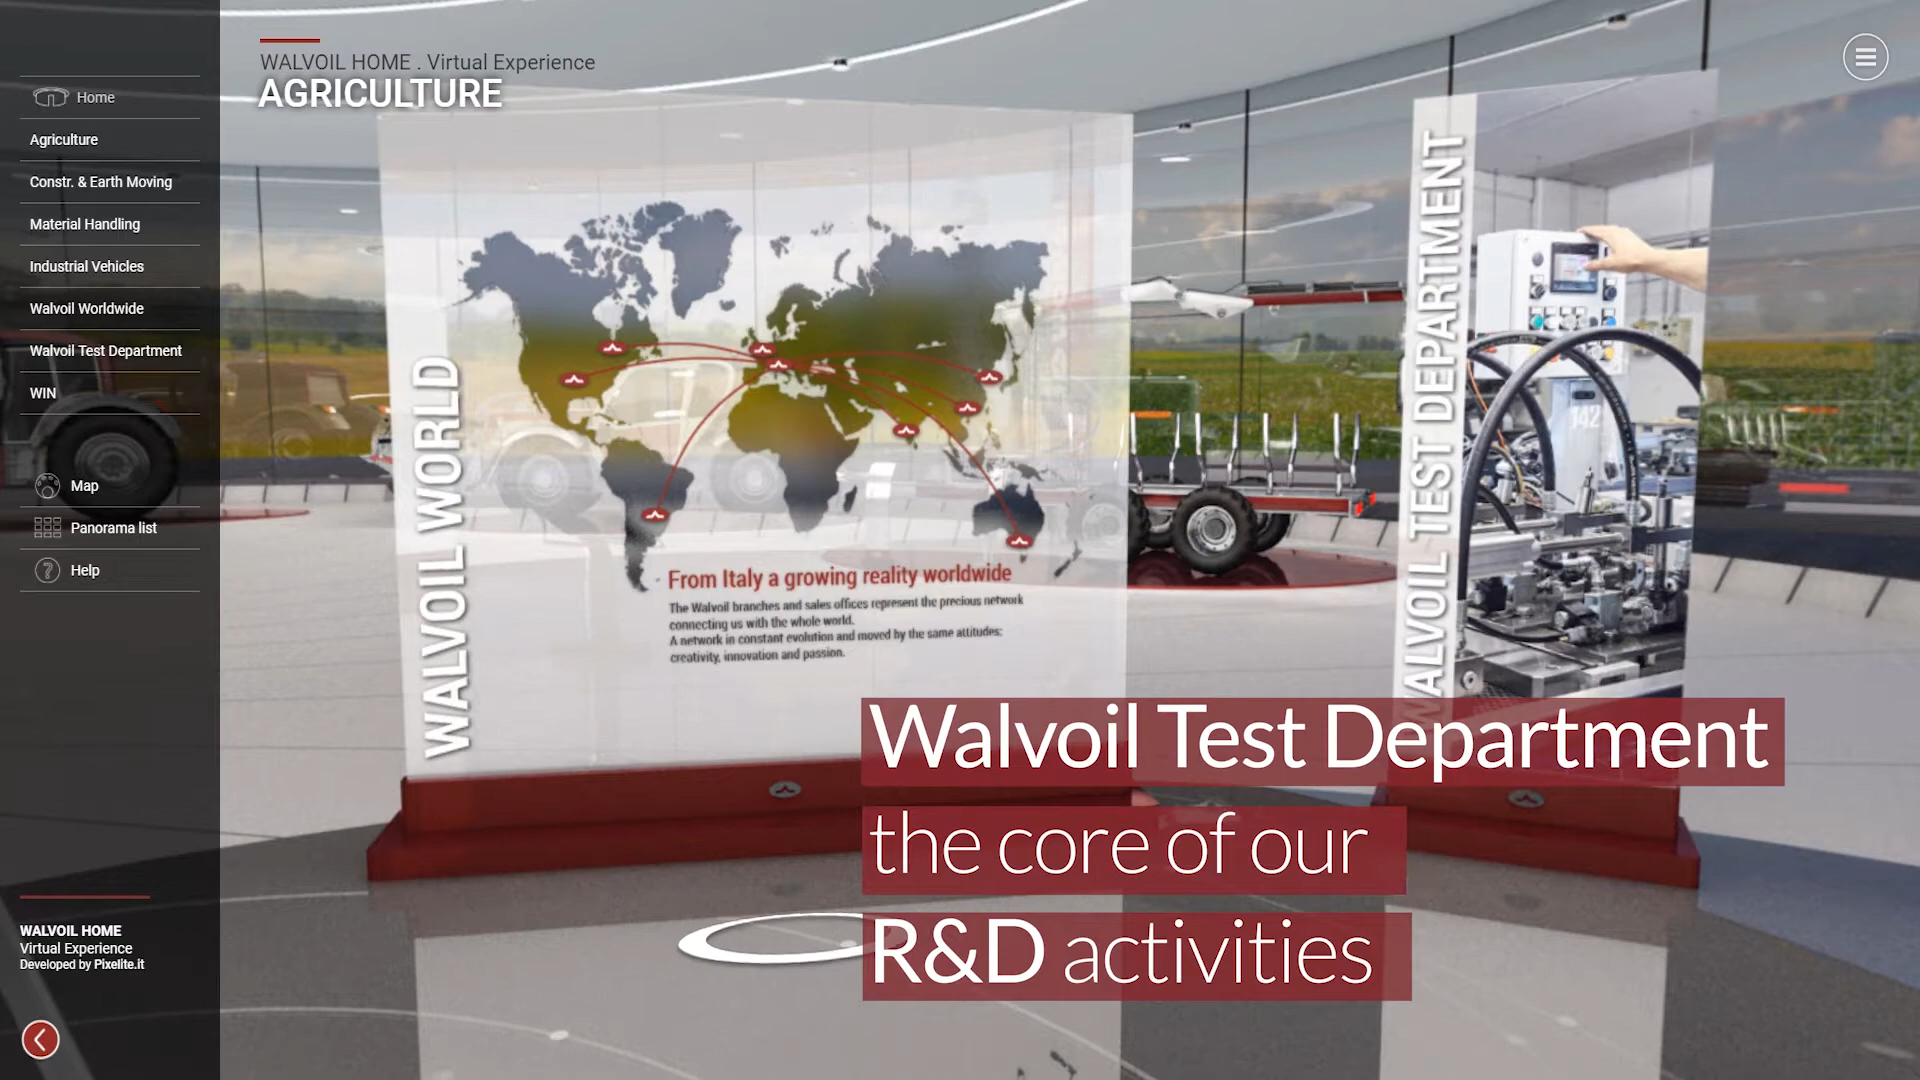 WALVOIL HOME . Virtual Experience
AGRICULTURE
Home
Agriculture
Constr. & Earth Moving
Material Handling
Industrial Vehicles
Walvoil Worldwide
Walvoil Test Department
WIN
Map
Panorama list
? Help
WALVOIL HOME
Virtual Experience
Developed by Pixelite.it
WALVOIL WORLD
From Italy a growing reality worldwide
The Walvoil branches and sales offices represent the precious network
connecting us with the whole world.
A network in constant evolution and moved by the same attitudes:
creativity, innovation and passion.
WALVOIL TEST DEPARTMENT
142
Walvoil Test Department
the core of our
R&D activities